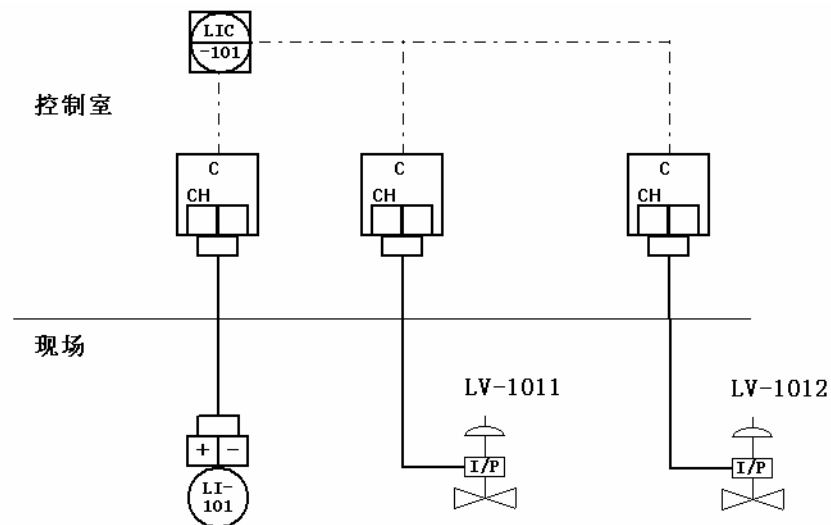 LIC
-101
控制室
C
CH
C
CH
C
CH
现场
LV-1011
LV-1012
+ -
I/P
I/P
LI-
101